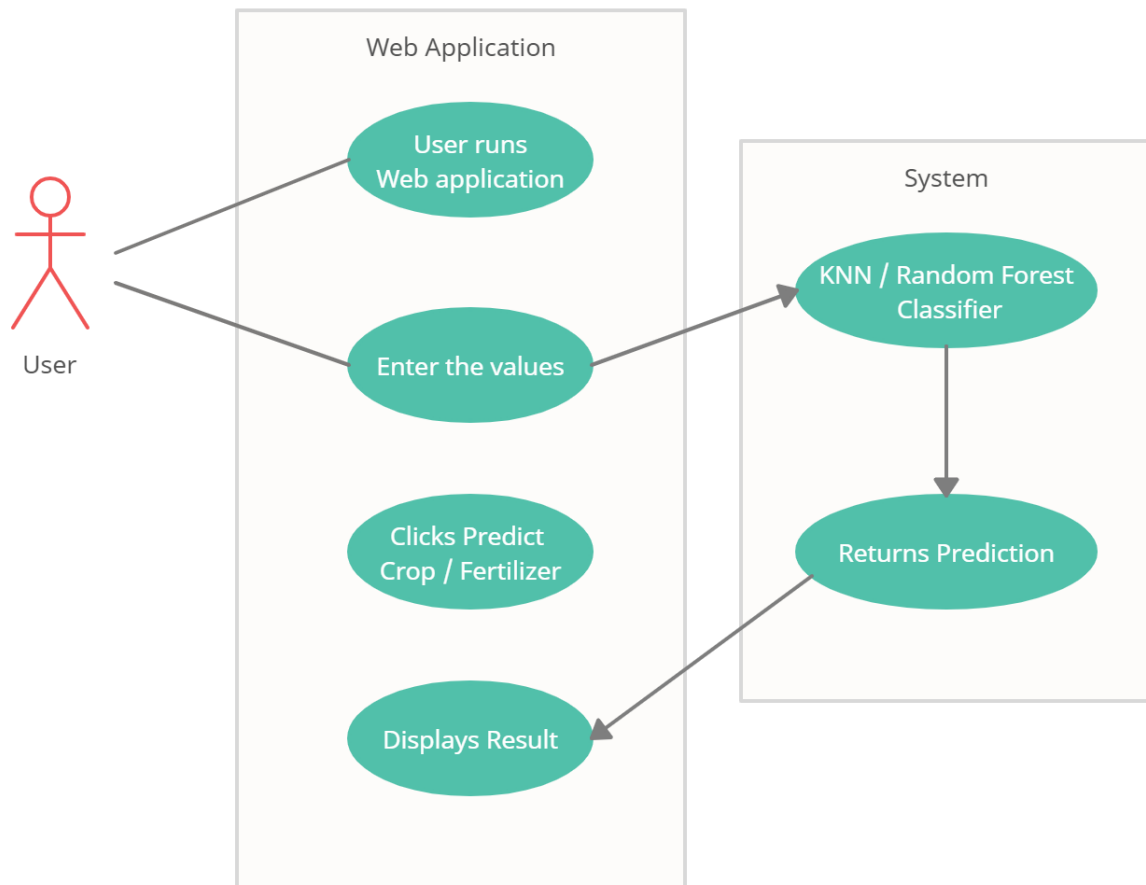 Web Application
User runs
Web application
System
KNN / Random Forest
Classifier
User
Enter the values
Clicks Predict
Crop / Fertilizer
Returns Prediction
Displays Result